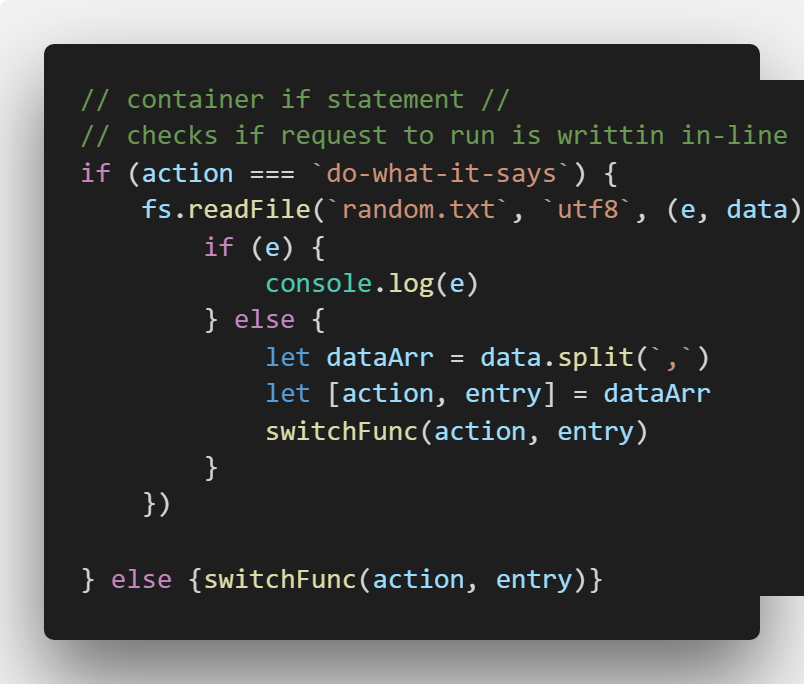 // container if statement //
// checks if request to run is writtin in-line
if (action === `do-what-it-says`) {
    fs.readFile(`random.txt`, `utf8`, (e, data)
        if (e) {
            console.log(e)
        } else {
            let dataArr = data.split(`,`)
            let [action, entry] = dataArr
            switchFunc(action, entry)
        }
    })
} else {switchFunc(action, entry)}